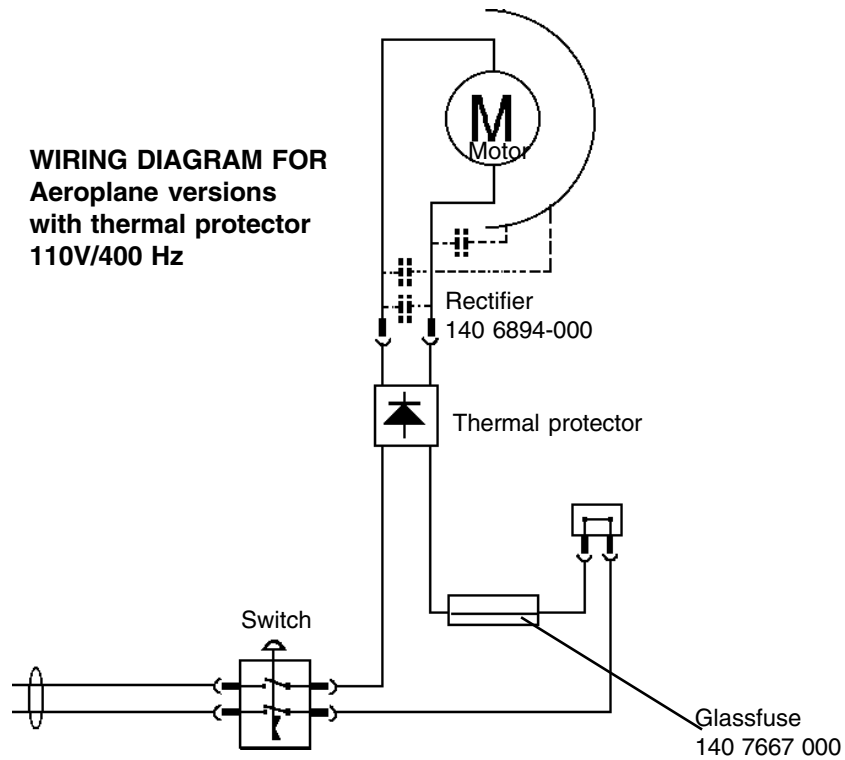 M
Motor
WIRING DIAGRAM FOR
Aeroplane versions
with thermal protector
110V/400 Hz
Rectifier
140 6894-000
Thermal protector
Switch
Glassfuse
140 7667 000